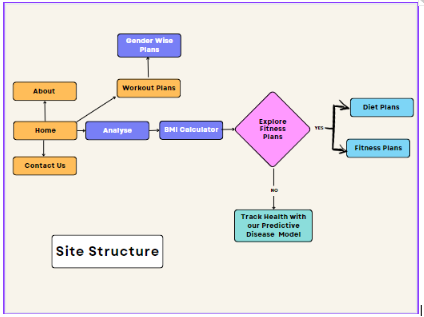 Gender Wise
Plans
About
Workout Plans
Home
Analyse
BMI Calculator
Explore
Fitness
Plans
YES
Diet Plans
Fitness Plans
Contact Us
NO
Track Health with
our Predictive
Disease Model
Site Structure